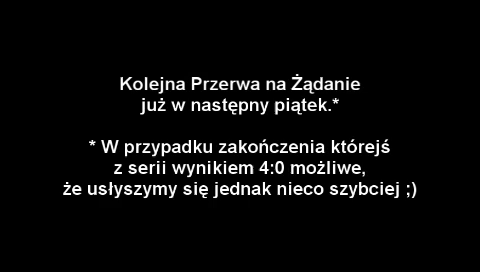 Kolejna Przerwa na Żądanie
już w następny piątek.*
* W przypadku zakończenia którejś
z serii wynikiem 4:0 możliwe,
że usłyszymy się jednak nieco szybciej ;)